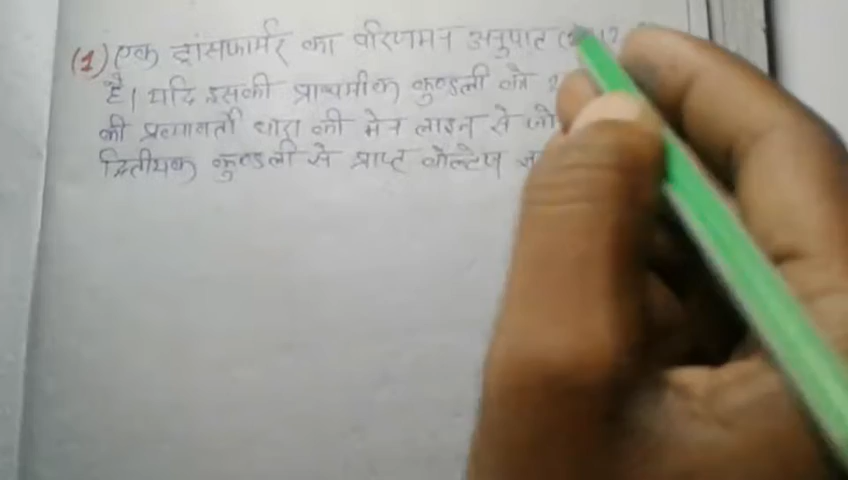 (1) एक ट्रांसफार्मर का परिणमन अनुपात
है। यदि इसकी प्राथमीक कुण्डली को
की प्रत्यावर्ती धारा की मेन लाइन से
द्वितीयक कुण्डली से प्राप्त वोल्टेज